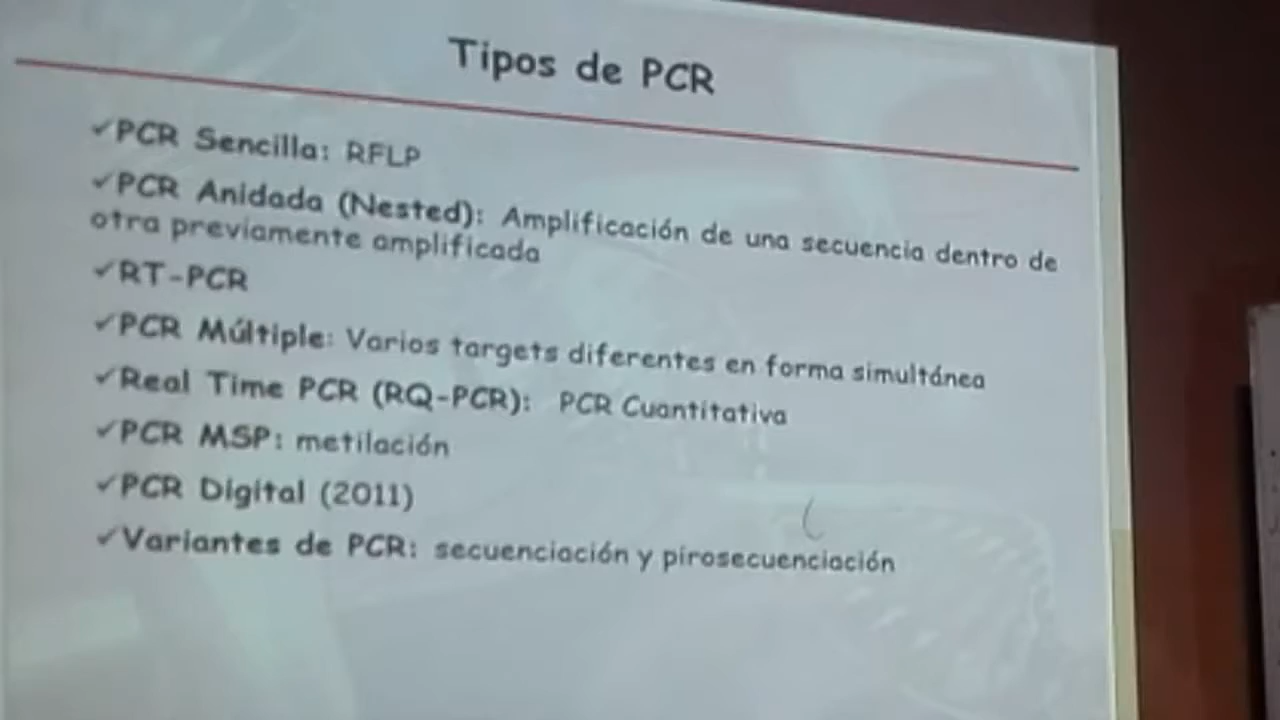 Tipos de PCR
✓PCR Sencilla: RFLP
✓PCR Anidada (Nested): Amplificación de una secuencia dentro de
otra previamente amplificada
✓RT-PCR
✓PCR Múltiple: Varios targets diferentes en forma simultánea
✓Real Time PCR (RQ-PCR): PCR Cuantitativa
✓PCR MSP: metilación
✓PCR Digital (2011)
✓Variantes de PCR: secuenciación y pirosecuenciación